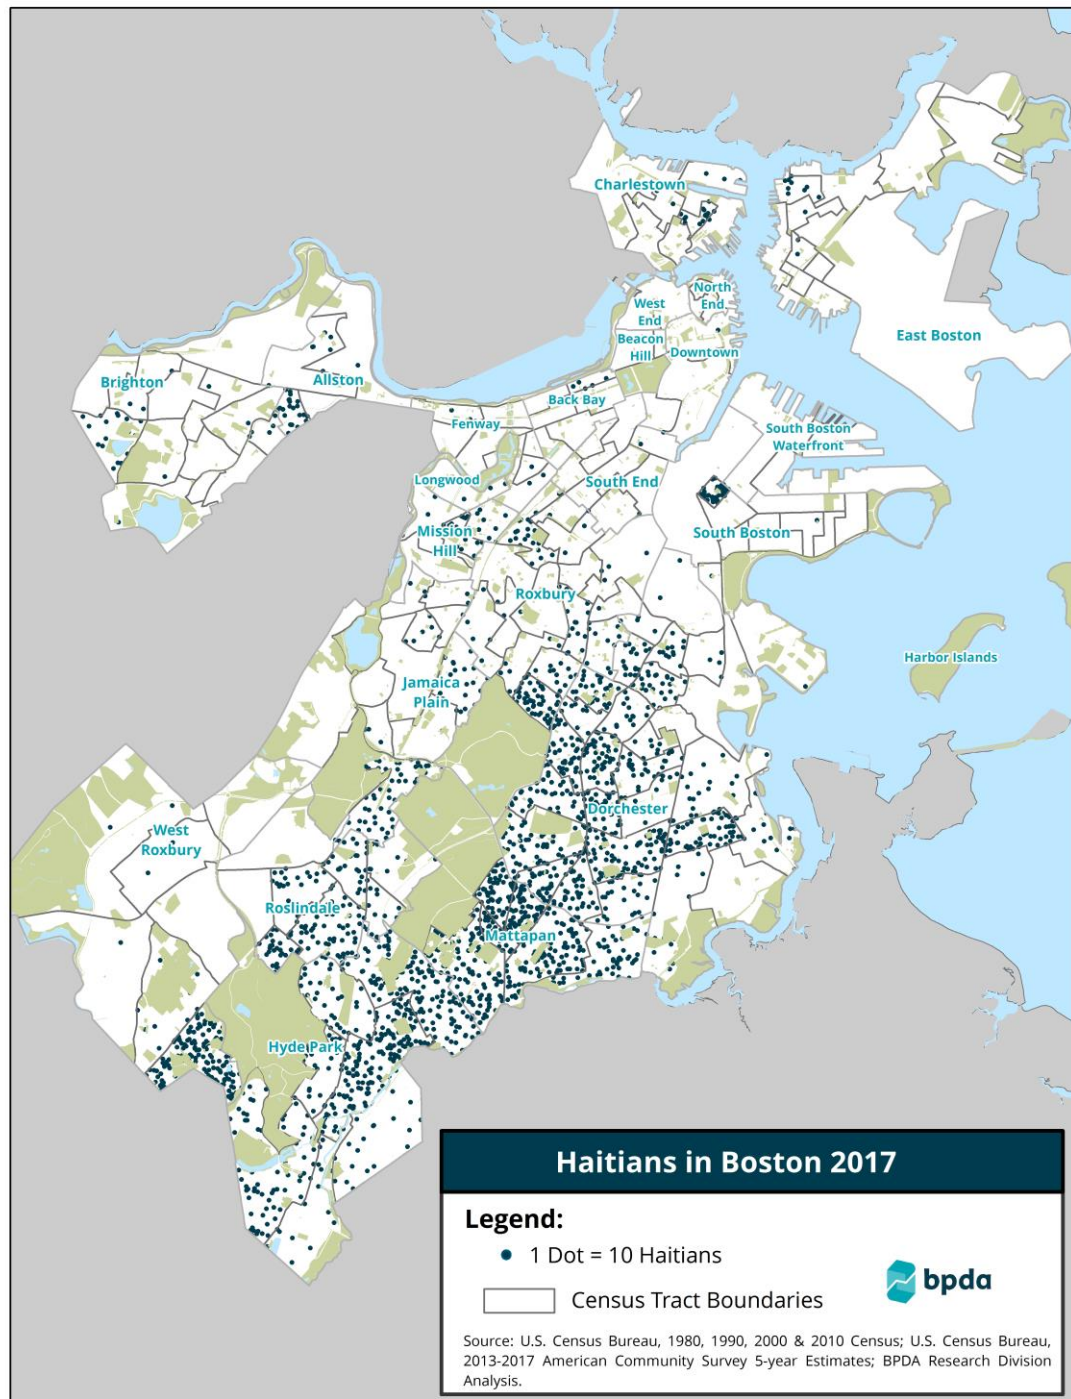 Charlestown
North
End
West
End
Beacon
Hill
Downtown
East Boston
Brighton
Allston
Back Bay
Fenway
South Boston
Waterfront
Longwood
South End
Mission
Hill
South Boston
Roxbury
Harbor Islands
Jamaica
Plain
Dorchester
West
Roxbury
Roslindale
Mattapan
Hyde Park
Haitians in Boston 2017
Legend:
1 Dot = 10 Haitians
bpda
Census Tract Boundaries
Source: U.S. Census Bureau, 1980, 1990, 2000 & 2010 Census; U.S. Census Bureau,
2013-2017 American Community Survey 5-year Estimates; BPDA Research Division
Analysis.